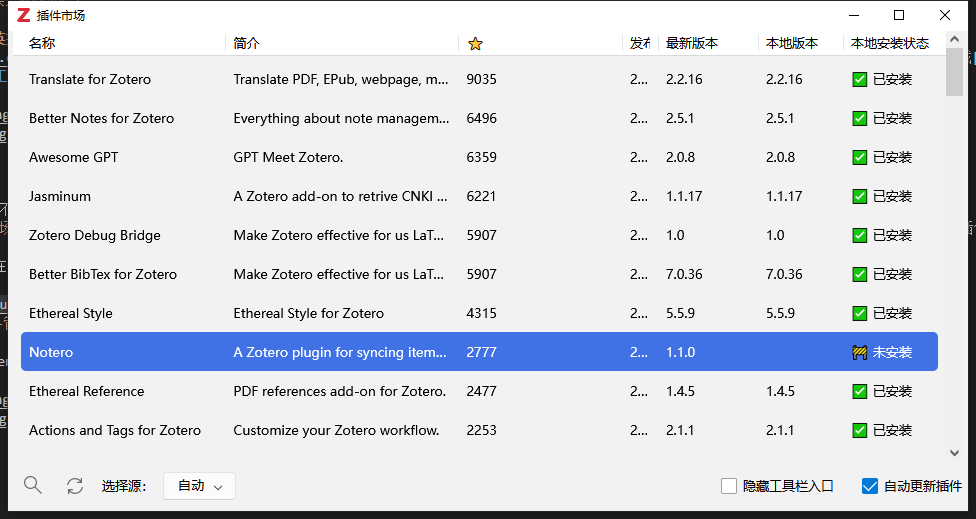 Z 插件市场
名称 简介 最新版本 本地版本 本地安装状态
Translate for Zotero Translate PDF, EPub, webpage, m... 9035 2... 2.2.16 2.2.16 已安装
Better Notes for Zotero Everything about note managem... 6496 2... 2.5.1 2.5.1 已安装
Awesome GPT GPT Meet Zotero. 6359 2... 2.0.8 2.0.8 已安装
Jasminum A Zotero add-on to retrive CNKI ... 6221 2... 1.1.17 1.1.17 已安装
Zotero Debug Bridge Make Zotero effective for us LaT... 5907 2... 1.0 1.0 已安装
Better BibTex for Zotero Make Zotero effective for us LaT... 5907 2... 7.0.36 7.0.36 已安装
Ethereal Style Ethereal Style for Zotero 4315 2... 5.5.9 5.5.9 已安装
Notero A Zotero plugin for syncing item... 2777 2... 1.1.0 未安装
Ethereal Reference PDF references add-on for Zotero. 2477 2... 1.4.5 1.4.5 已安装
Actions and Tags for Zotero Customize your Zotero workflow. 2253 2... 2.1.1 2.1.1 已安装
选择源: 自动 隐藏工具栏入口 自动更新插件